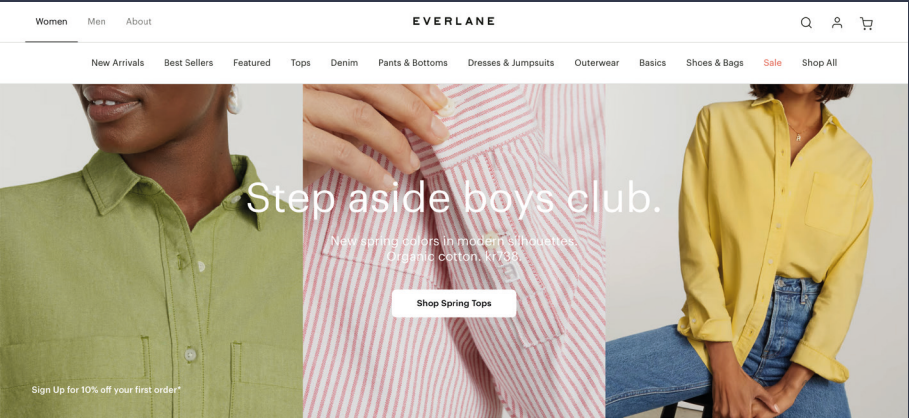 Women Men About EVERLANE
New Arrivals Best Sellers Featured Tops Denim Pants & Bottoms Dresses & Jumpsuits Outerwear Basics Shoes & Bags Sale Shop All
Step aside boys club.
New spring colors in modern silhouettes.
Organic cotton. kr738.
Shop Spring Tops
Sign Up for 10% off your first order*